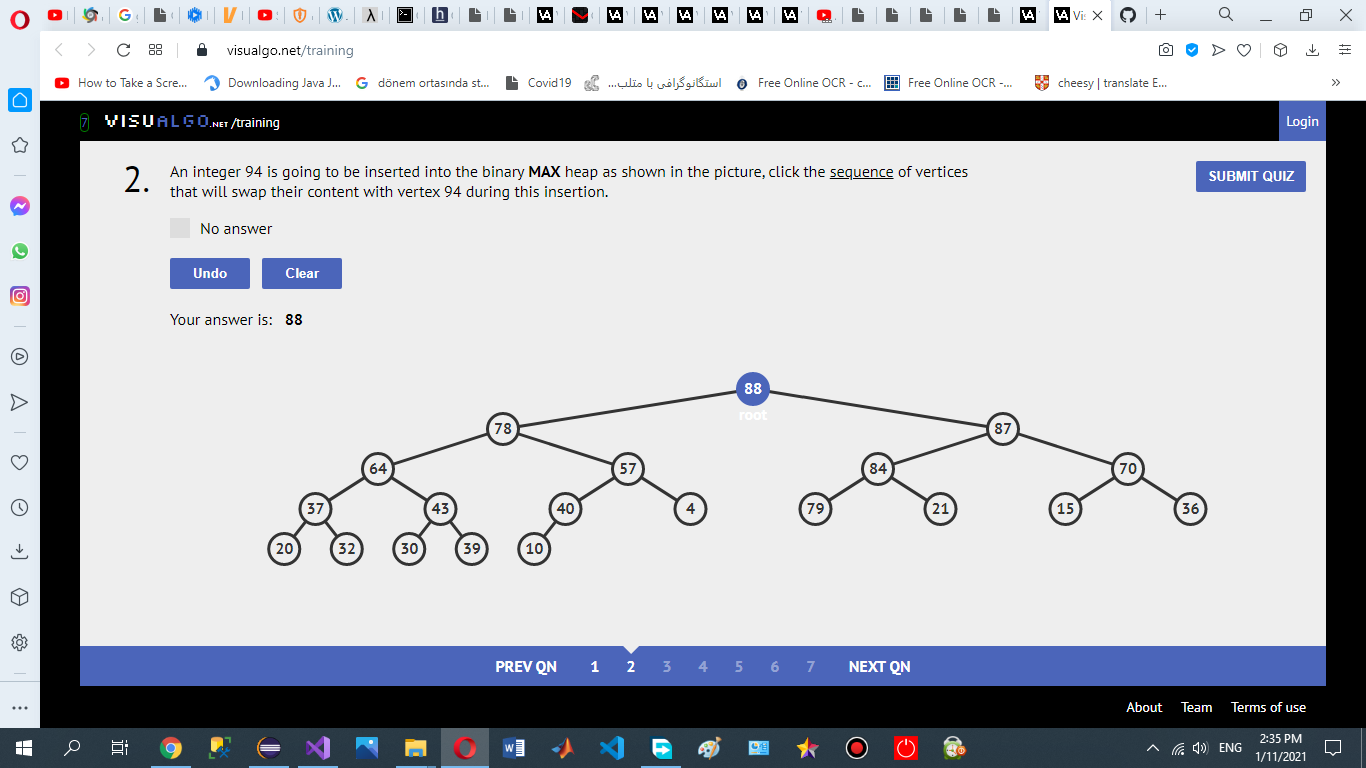 visualgo.net/training
How to Take a Scre...
Downloading Java J...
dönem ortasında st...
Covid19
استگانوگرافی با متلب...
Free Online OCR - c...
Free Online OCR -...
cheesy | translate E...
7 VISUALGO.NET /training
Login
2. An integer 94 is going to be inserted into the binary MAX heap as shown in the picture, click the sequence of vertices
that will swap their content with vertex 94 during this insertion.
SUBMIT QUIZ
No answer
Undo Clear
Your answer is: 88
88
root
78 87
64 57 84 70
37 43 40 4 79 21 15 36
20 32 30 39 10
PREV QN 1 2 3 4 5 6 7 NEXT QN
About Team Terms of use
ENG
2:35 PM
1/11/2021